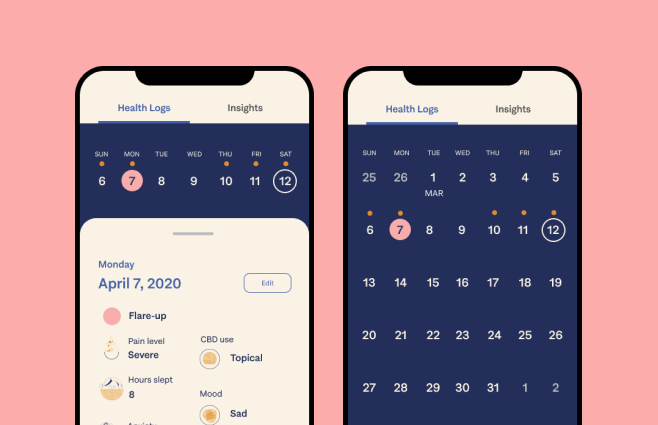 Health Logs Insights
SUN MON TUE WED THU FRI SAT
6 7 8 9 10 11 12
Monday
April 7, 2020
Edit
Flare-up
Pain level
Severe
CBD use
Topical
Hours slept
8
Mood
Sad
Health Logs Insights
SUN MON TUE WED THU FRI SAT
25 26 1 2 3 4 5
MAR
6 7 8 9 10 11 12
13 14 15 16 17 18 19
20 21 22 23 24 25 26
27 28 29 30 31 1 2